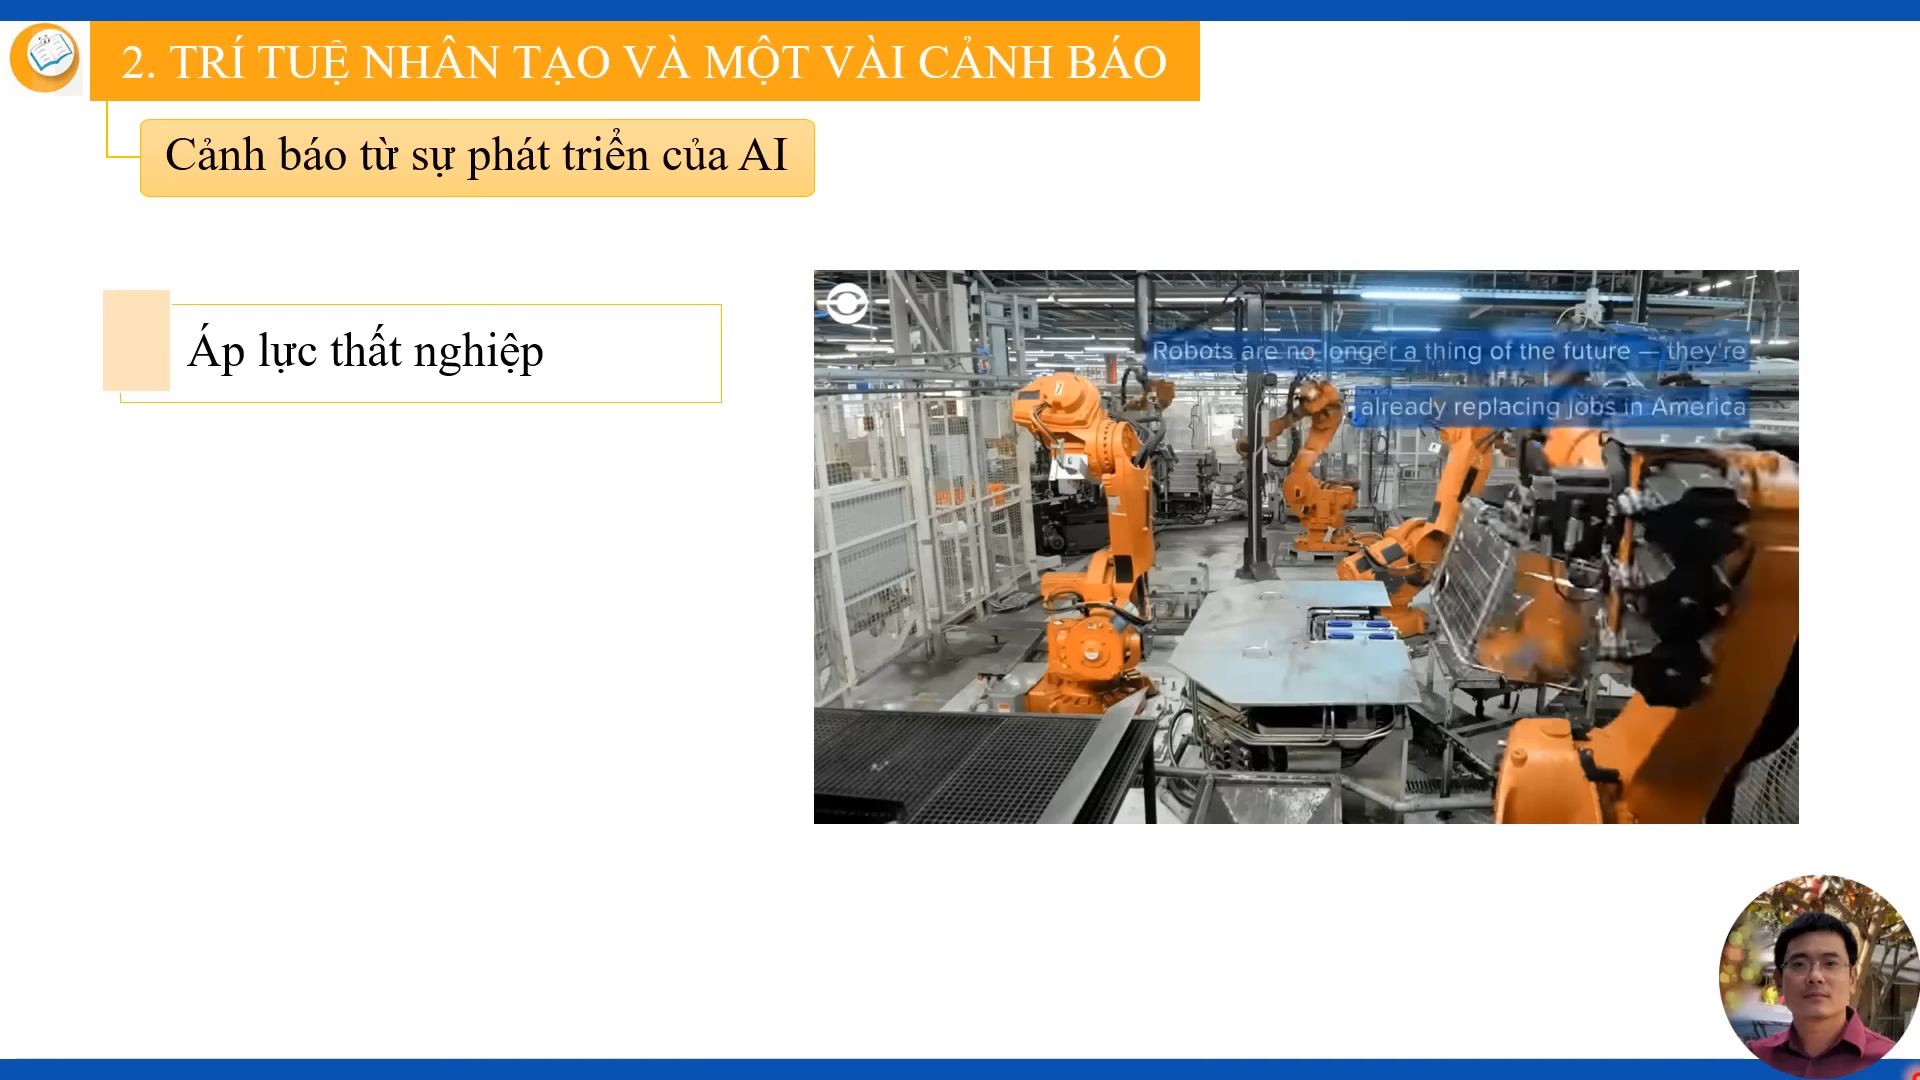 2. TRÍ TUỆ NHÂN TẠO VÀ MỘT VÀI CẢNH BÁO
Cảnh báo từ sự phát triển của AI
Áp lực thất nghiệp
Robots are no longer a thing of the future — they're
already replacing jobs in America